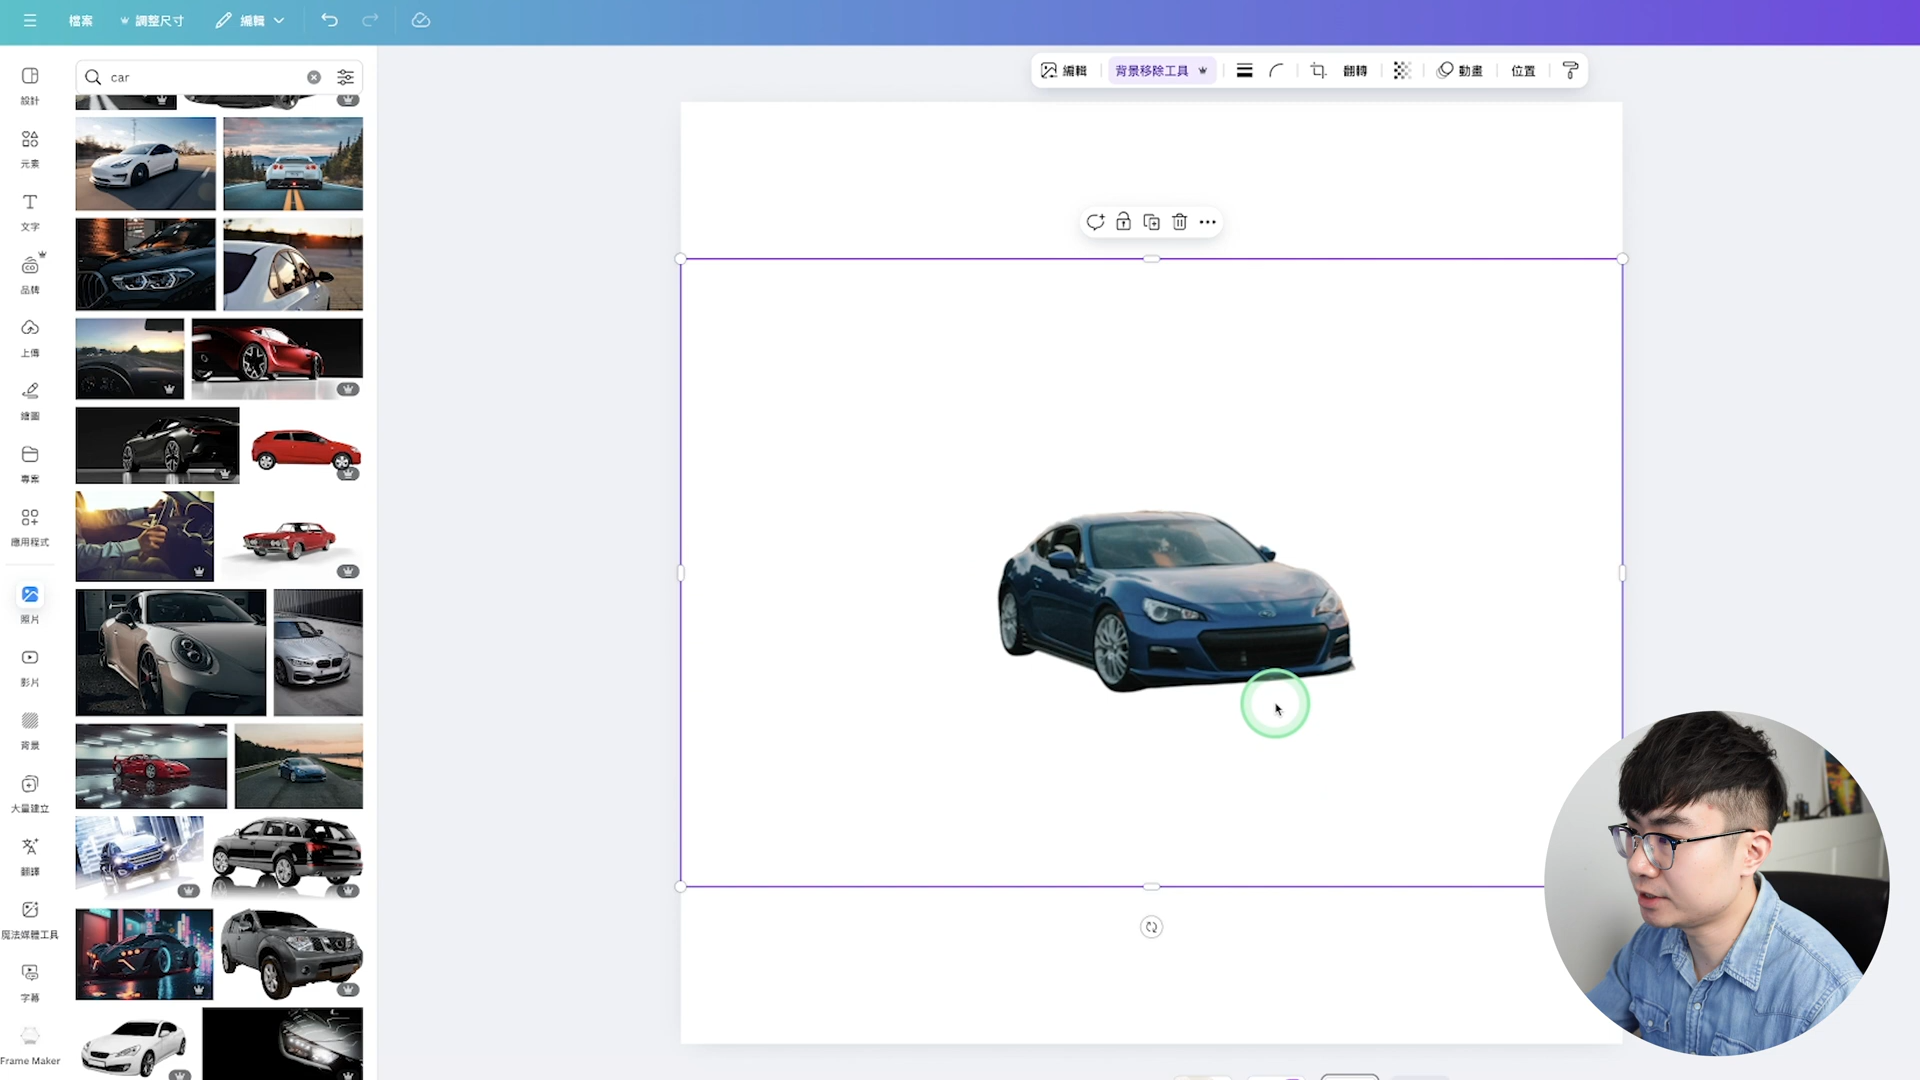 檔案
調整尺寸
編輯
car
編輯
背景移除工具
翻轉
動畫
位置
設計
元素
文字
品牌
上傳
繪圖
專案
應用程式
照片
影片
背景
大量建立
翻譯
魔法媒體工具
字幕
Frame Maker